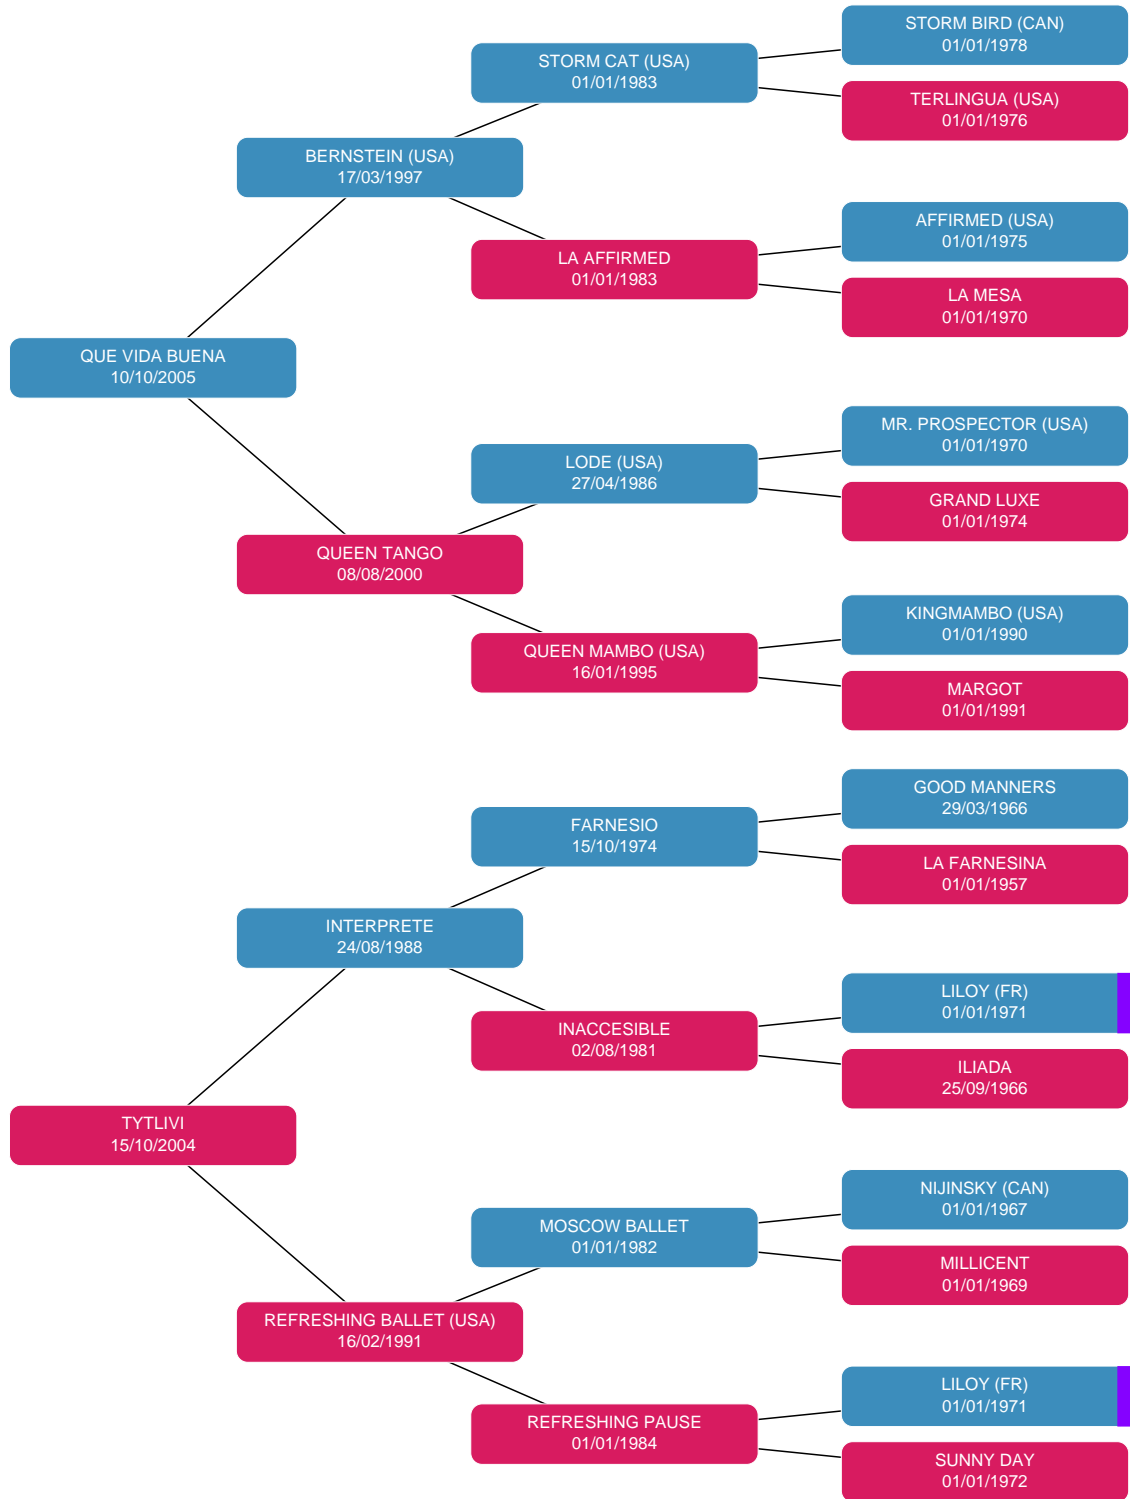 STORM BIRD (CAN)
01/01/1978
STORM CAT (USA)
01/01/1983
TERLINGUA (USA)
01/01/1976
BERNSTEIN (USA)
17/03/1997
AFFIRMED (USA)
01/01/1975
LA AFFIRMED
01/01/1983
LA MESA
01/01/1970
QUE VIDA BUENA
10/10/2005
MR. PROSPECTOR (USA)
01/01/1970
LODE (USA)
27/04/1986
GRAND LUXE
01/01/1974
QUEEN TANGO
08/08/2000
KINGMAMBO (USA)
01/01/1990
QUEEN MAMBO (USA)
16/01/1995
MARGOT
01/01/1991
GOOD MANNERS
29/03/1966
FARNESIO
15/10/1974
LA FARNESINA
01/01/1957
INTERPRETE
24/08/1988
LILOY (FR)
01/01/1971
INACCESIBLE
02/08/1981
ILIADA
25/09/1966
TYTLIVI
15/10/2004
NIJINSKY (CAN)
01/01/1967
MOSCOW BALLET
01/01/1982
MILLICENT
01/01/1969
REFRESHING BALLET (USA)
16/02/1991
LILOY (FR)
01/01/1971
REFRESHING PAUSE
01/01/1984
SUNNY DAY
01/01/1972